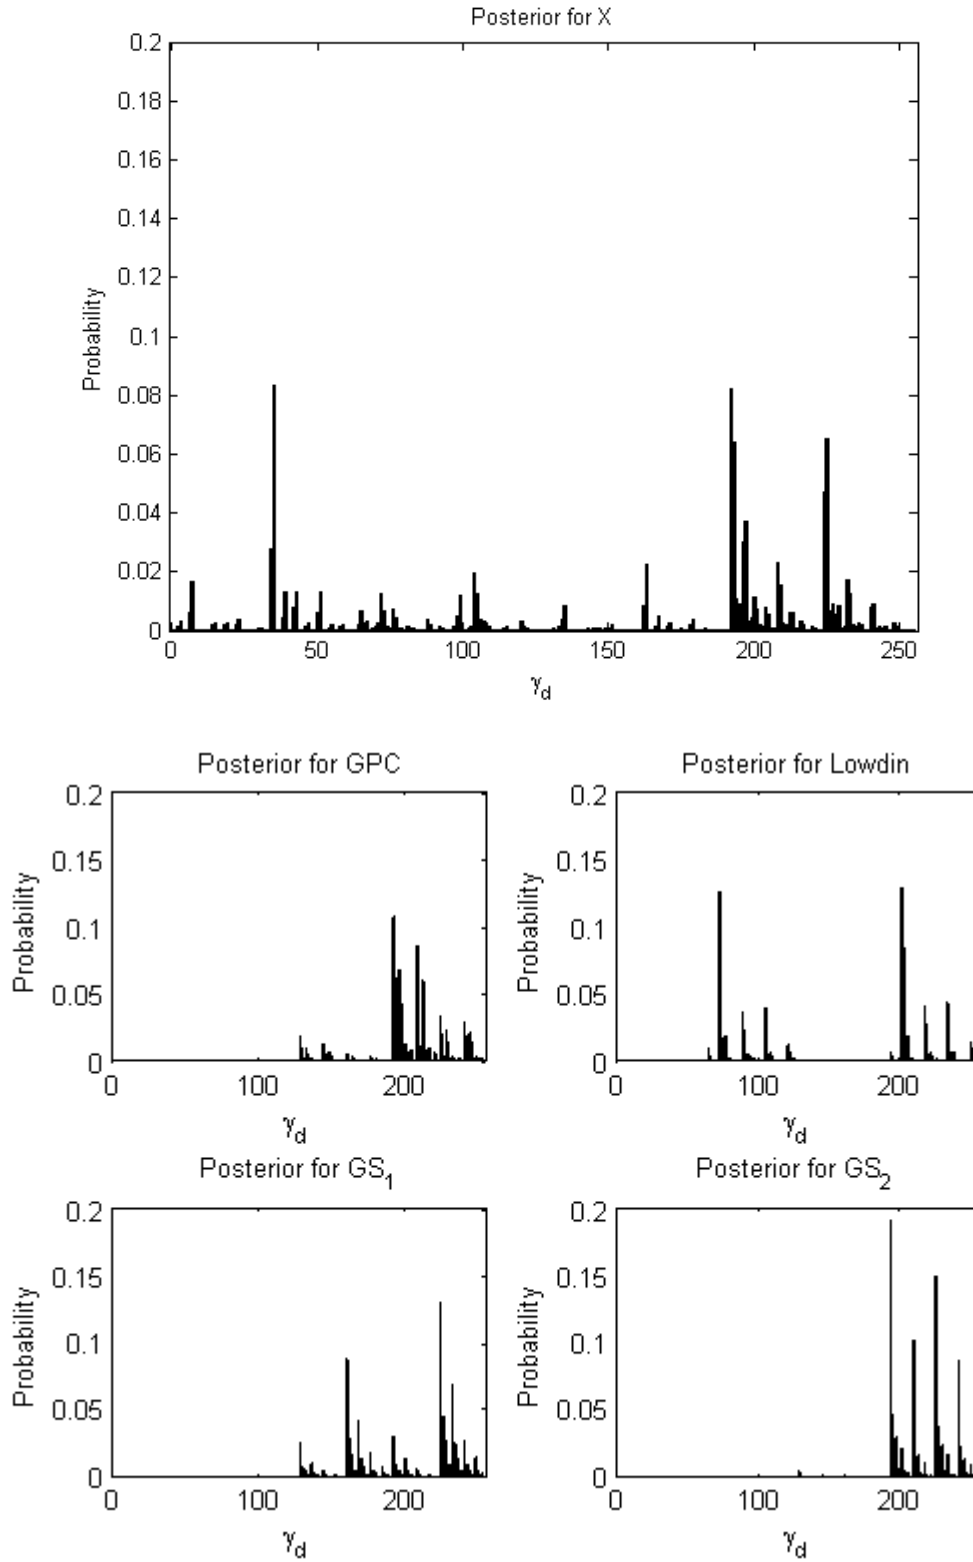 Posterior for X
0.2
0.18
0.16
0.14
0.12
0.1
0.08
0.06
0.04
0.02
0
Probability
0 50 100 150 200 250
γd
Posterior for GPC
0.2
0.15
0.1
0.05
0
Probability
0 100 200
γd
Posterior for Lowdin
0.2
0.15
0.1
0.05
0
Probability
0 100 200
γd
Posterior for GS1
0.2
0.15
0.1
0.05
0
Probability
0 100 200
γd
Posterior for GS2
0.2
0.15
0.1
0.05
0
Probability
0 100 200
γd